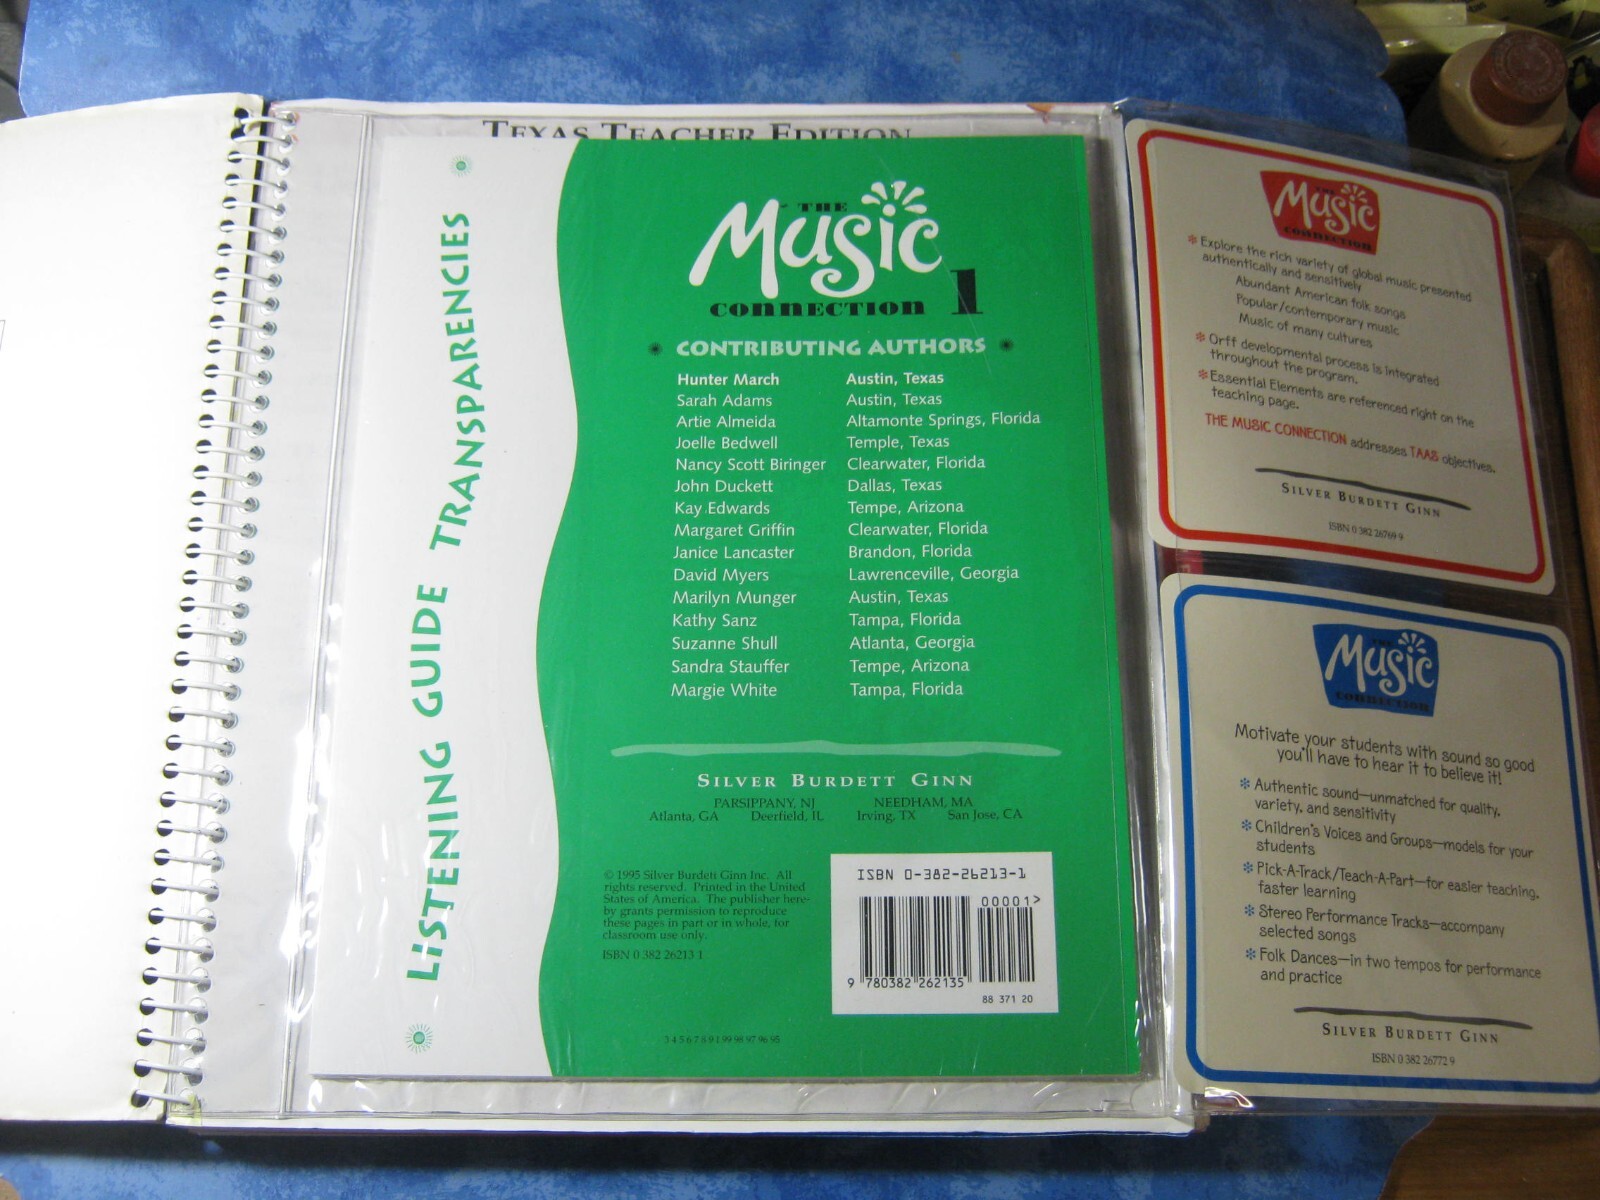 TEXAS TEACHER EDITION
LISTENING GUIDE TRANSPARENCIES
THE
Music
CONNECTION 1
CONTRIBUTING AUTHORS
Hunter March Austin, Texas
Sarah Adams Austin, Texas
Artie Almeida Altamonte Springs, Florida
Joelle Bedwell Temple, Texas
Nancy Scott Biringer Clearwater, Florida
John Duckett Dallas, Texas
Kay Edwards Tempe, Arizona
Margaret Griffin Clearwater, Florida
Janice Lancaster Brandon, Florida
David Myers Lawrenceville, Georgia
Marilyn Munger Austin, Texas
Kathy Sanz Tampa, Florida
Suzanne Shull Atlanta, Georgia
Sandra Stauffer Tempe, Arizona
Margie White Tampa, Florida
SILVER BURDETT GINN
PARSIPPANY, NJ NEEDHAM, MA
Atlanta, GA Deerfield, IL Irving, TX San Jose, CA
© 1995 Silver Burdett Ginn Inc. All
rights reserved. Printed in the United
States of America. The publisher here-
by grants permission to reproduce
these pages in part or in whole, for
classroom use only.
ISBN 0 382 26213 1
ISBN 0-382-26213-1
00001>
9 780382 262135
88 371 20
3 4 5 6 7 8 9 1 99 98 97 96 95
THE
Music
CONNECTION
* Explore the rich variety of global music presented
authentically and sensitively
Abundant American folk songs
Popular/contemporary music
Music of many cultures
* Orff developmental process is integrated
throughout the program.
* Essential Elements are referenced right on the
teaching page.
THE MUSIC CONNECTION addresses TAAS objectives.
SILVER BURDETT GINN
ISBN 0 382 26769 9
THE
Music
CONNECTION
Motivate your students with sound so good
you'll have to hear it to believe it!
* Authentic sound—unmatched for quality,
variety, and sensitivity
* Children's Voices and Groups—models for your
students
* Pick-A-Track/Teach-A-Part—for easier teaching,
faster learning
* Stereo Performance Tracks—accompany
selected songs
* Folk Dances—in two tempos for performance
and practice
SILVER BURDETT GINN
ISBN 0 382 26772 9